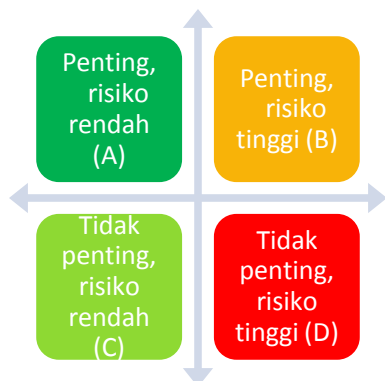 Penting,
risiko
rendah
(A)
Penting,
risiko
tinggi (B)
Tidak
penting,
risiko
rendah
(C)
Tidak
penting,
risiko
tinggi (D)